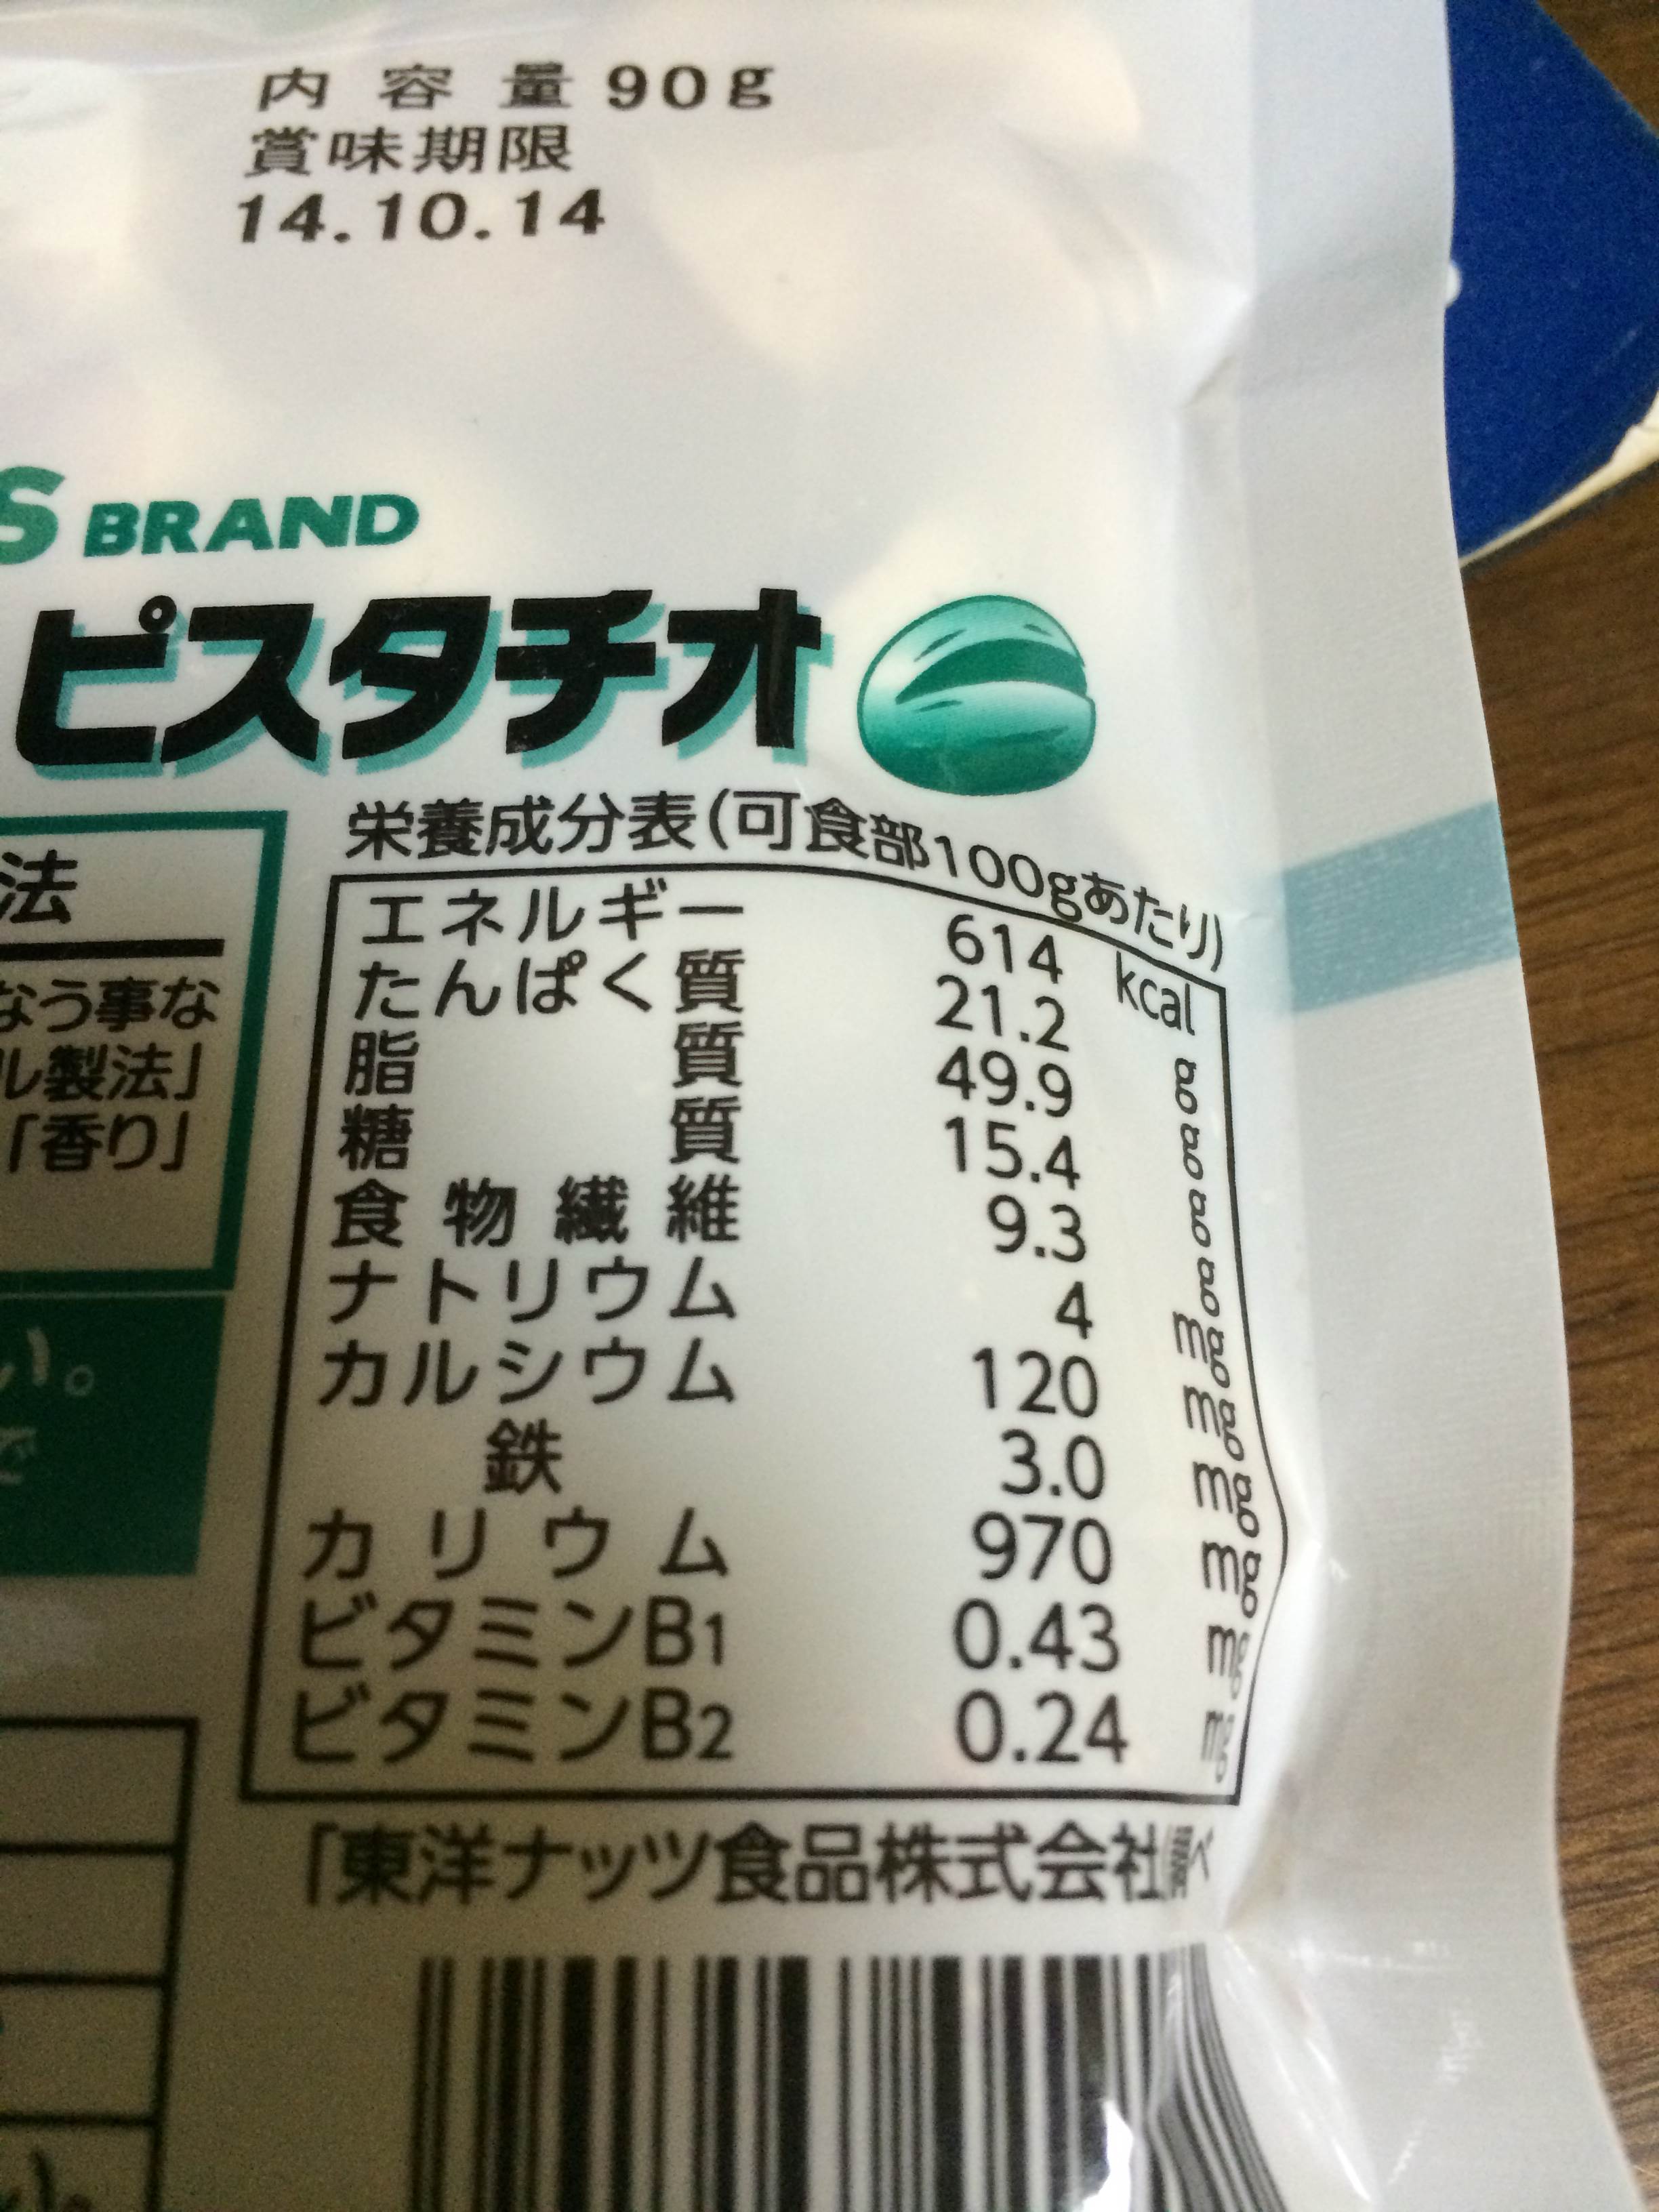 内容量 90g
賞味期限
14.10.14
S BRAND
ピスタチオ
栄養成分表(可食部100gあたり)
エネルギー 614 kcal
たんぱく質 21.2 g
脂質 49.9 g
糖質 15.4 g
食物繊維 9.3 g
ナトリウム 4 mg
カルシウム 120 mg
鉄 3.0 mg
カリウム 970 mg
ビタミンB1 0.43 mg
ビタミンB2 0.24 mg
法
なう事な
ル製法」
「香り」
い。
「東洋ナッツ食品株式会社